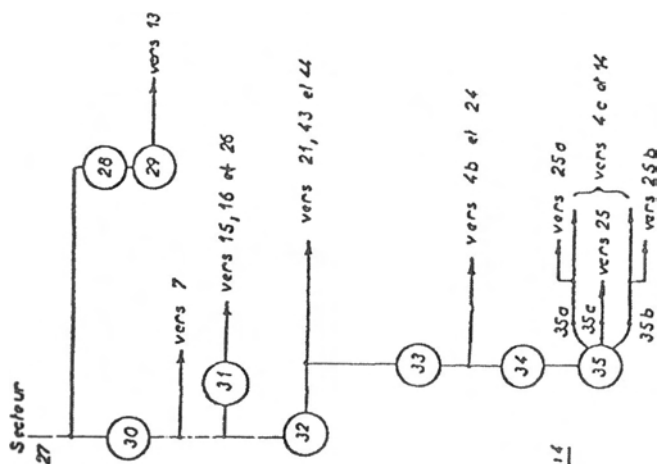 Secteur
27
28
29
vers 13
30
vers 7
31
vers 15, 16 et 26
32
vers 21, 43 et 44
33
vers 4b et 24
34
35
35a
35c
35b
vers 25a
vers 25
vers 25b
vers 4c et 14